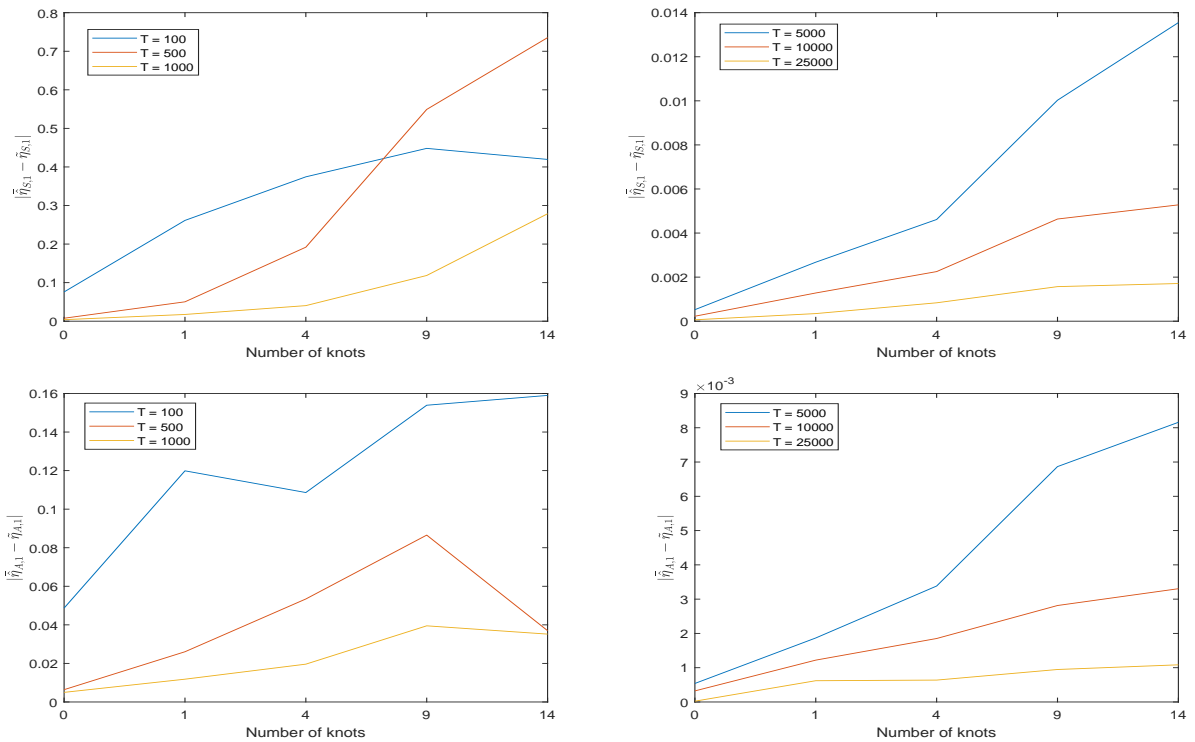 0.8
0.7
0.6
0.5
0.4
0.3
0.2
0.1
0
|η̄̂S,1 − η̃S,1|
T = 100
T = 500
T = 1000
0 1 4 9 14
Number of knots
0.014
0.012
0.01
0.008
0.006
0.004
0.002
0
|η̄̂S,1 − η̃S,1|
T = 5000
T = 10000
T = 25000
0 1 4 9 14
Number of knots
0.16
0.14
0.12
0.1
0.08
0.06
0.04
0.02
0
|η̄̂A,1 − η̃A,1|
T = 100
T = 500
T = 1000
0 1 4 9 14
Number of knots
×10-3
9
8
7
6
5
4
3
2
1
0
|η̄̂A,1 − η̃A,1|
T = 5000
T = 10000
T = 25000
0 1 4 9 14
Number of knots